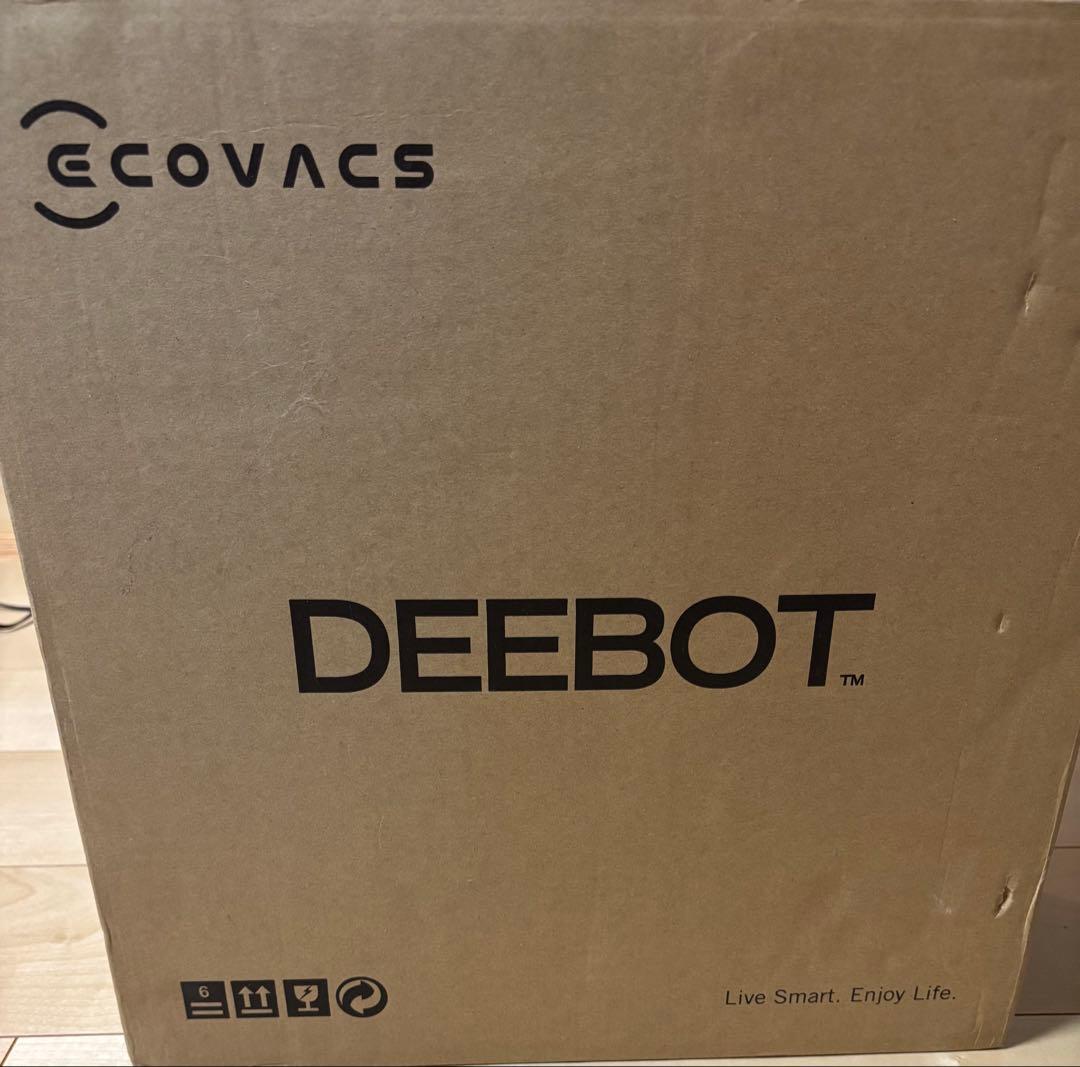 ECOVACS
DEEBOT™
6
Live Smart. Enjoy Life.